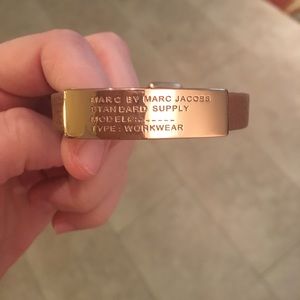 MARC BY MARC JACOBS
STANDARD SUPPLY
MODEL#:------
TYPE: WORKWEAR